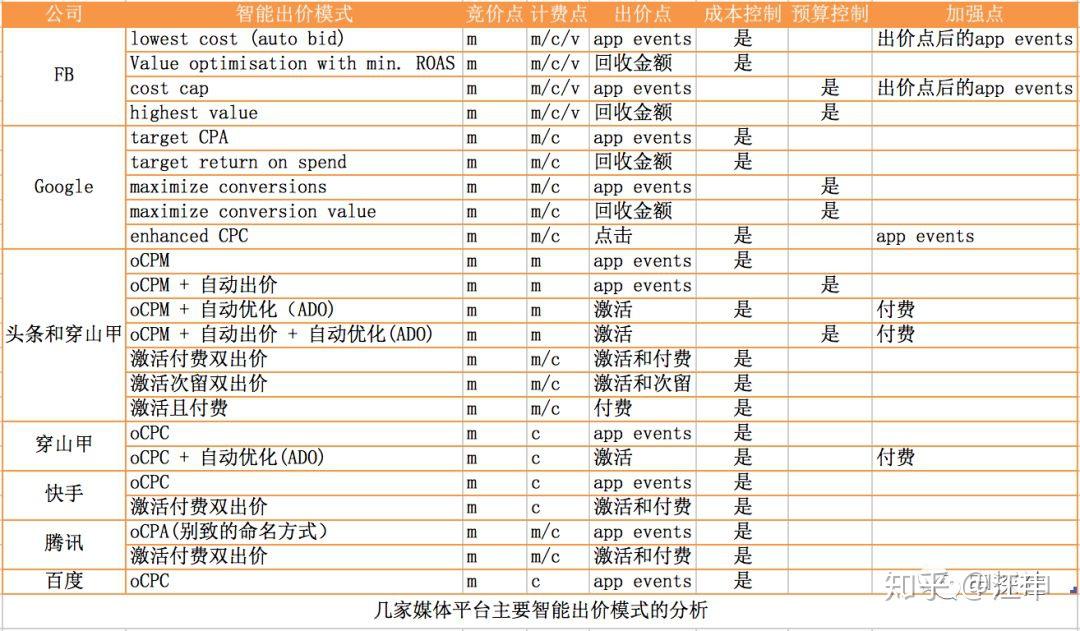 公司 智能出价模式 竞价点 计费点 出价点 成本控制 预算控制 加强点
FB
lowest cost (auto bid) m m/c/v app events 是 出价点后的app events
Value optimisation with min. ROAS m m/c/v 回收金额 是
cost cap m m/c/v app events 是 出价点后的app events
highest value m m/c/v 回收金额 是
Google
target CPA m m/c app events 是
target return on spend m m/c 回收金额 是
maximize conversions m m/c app events 是
maximize conversion value m m/c 回收金额 是
enhanced CPC m m/c 点击 是 app events
头条和穿山甲
oCPM m m app events 是
oCPM + 自动出价 m m app events 是
oCPM + 自动优化（ADO) m m 激活 是 付费
oCPM + 自动出价 + 自动优化(ADO) m m 激活 是 付费
激活付费双出价 m m/c 激活和付费 是
激活次留双出价 m m/c 激活和次留 是
激活且付费 m m/c 付费 是
穿山甲
oCPC m c app events 是
oCPC + 自动优化(ADO) m c 激活 是 付费
快手
oCPC m c app events 是
激活付费双出价 m c 激活和付费 是
腾讯
oCPA(别致的命名方式） m m/c app events 是
激活付费双出价 m m/c 激活和付费 是
百度
oCPC m c app events 是
几家媒体平台主要智能出价模式的分析
知乎